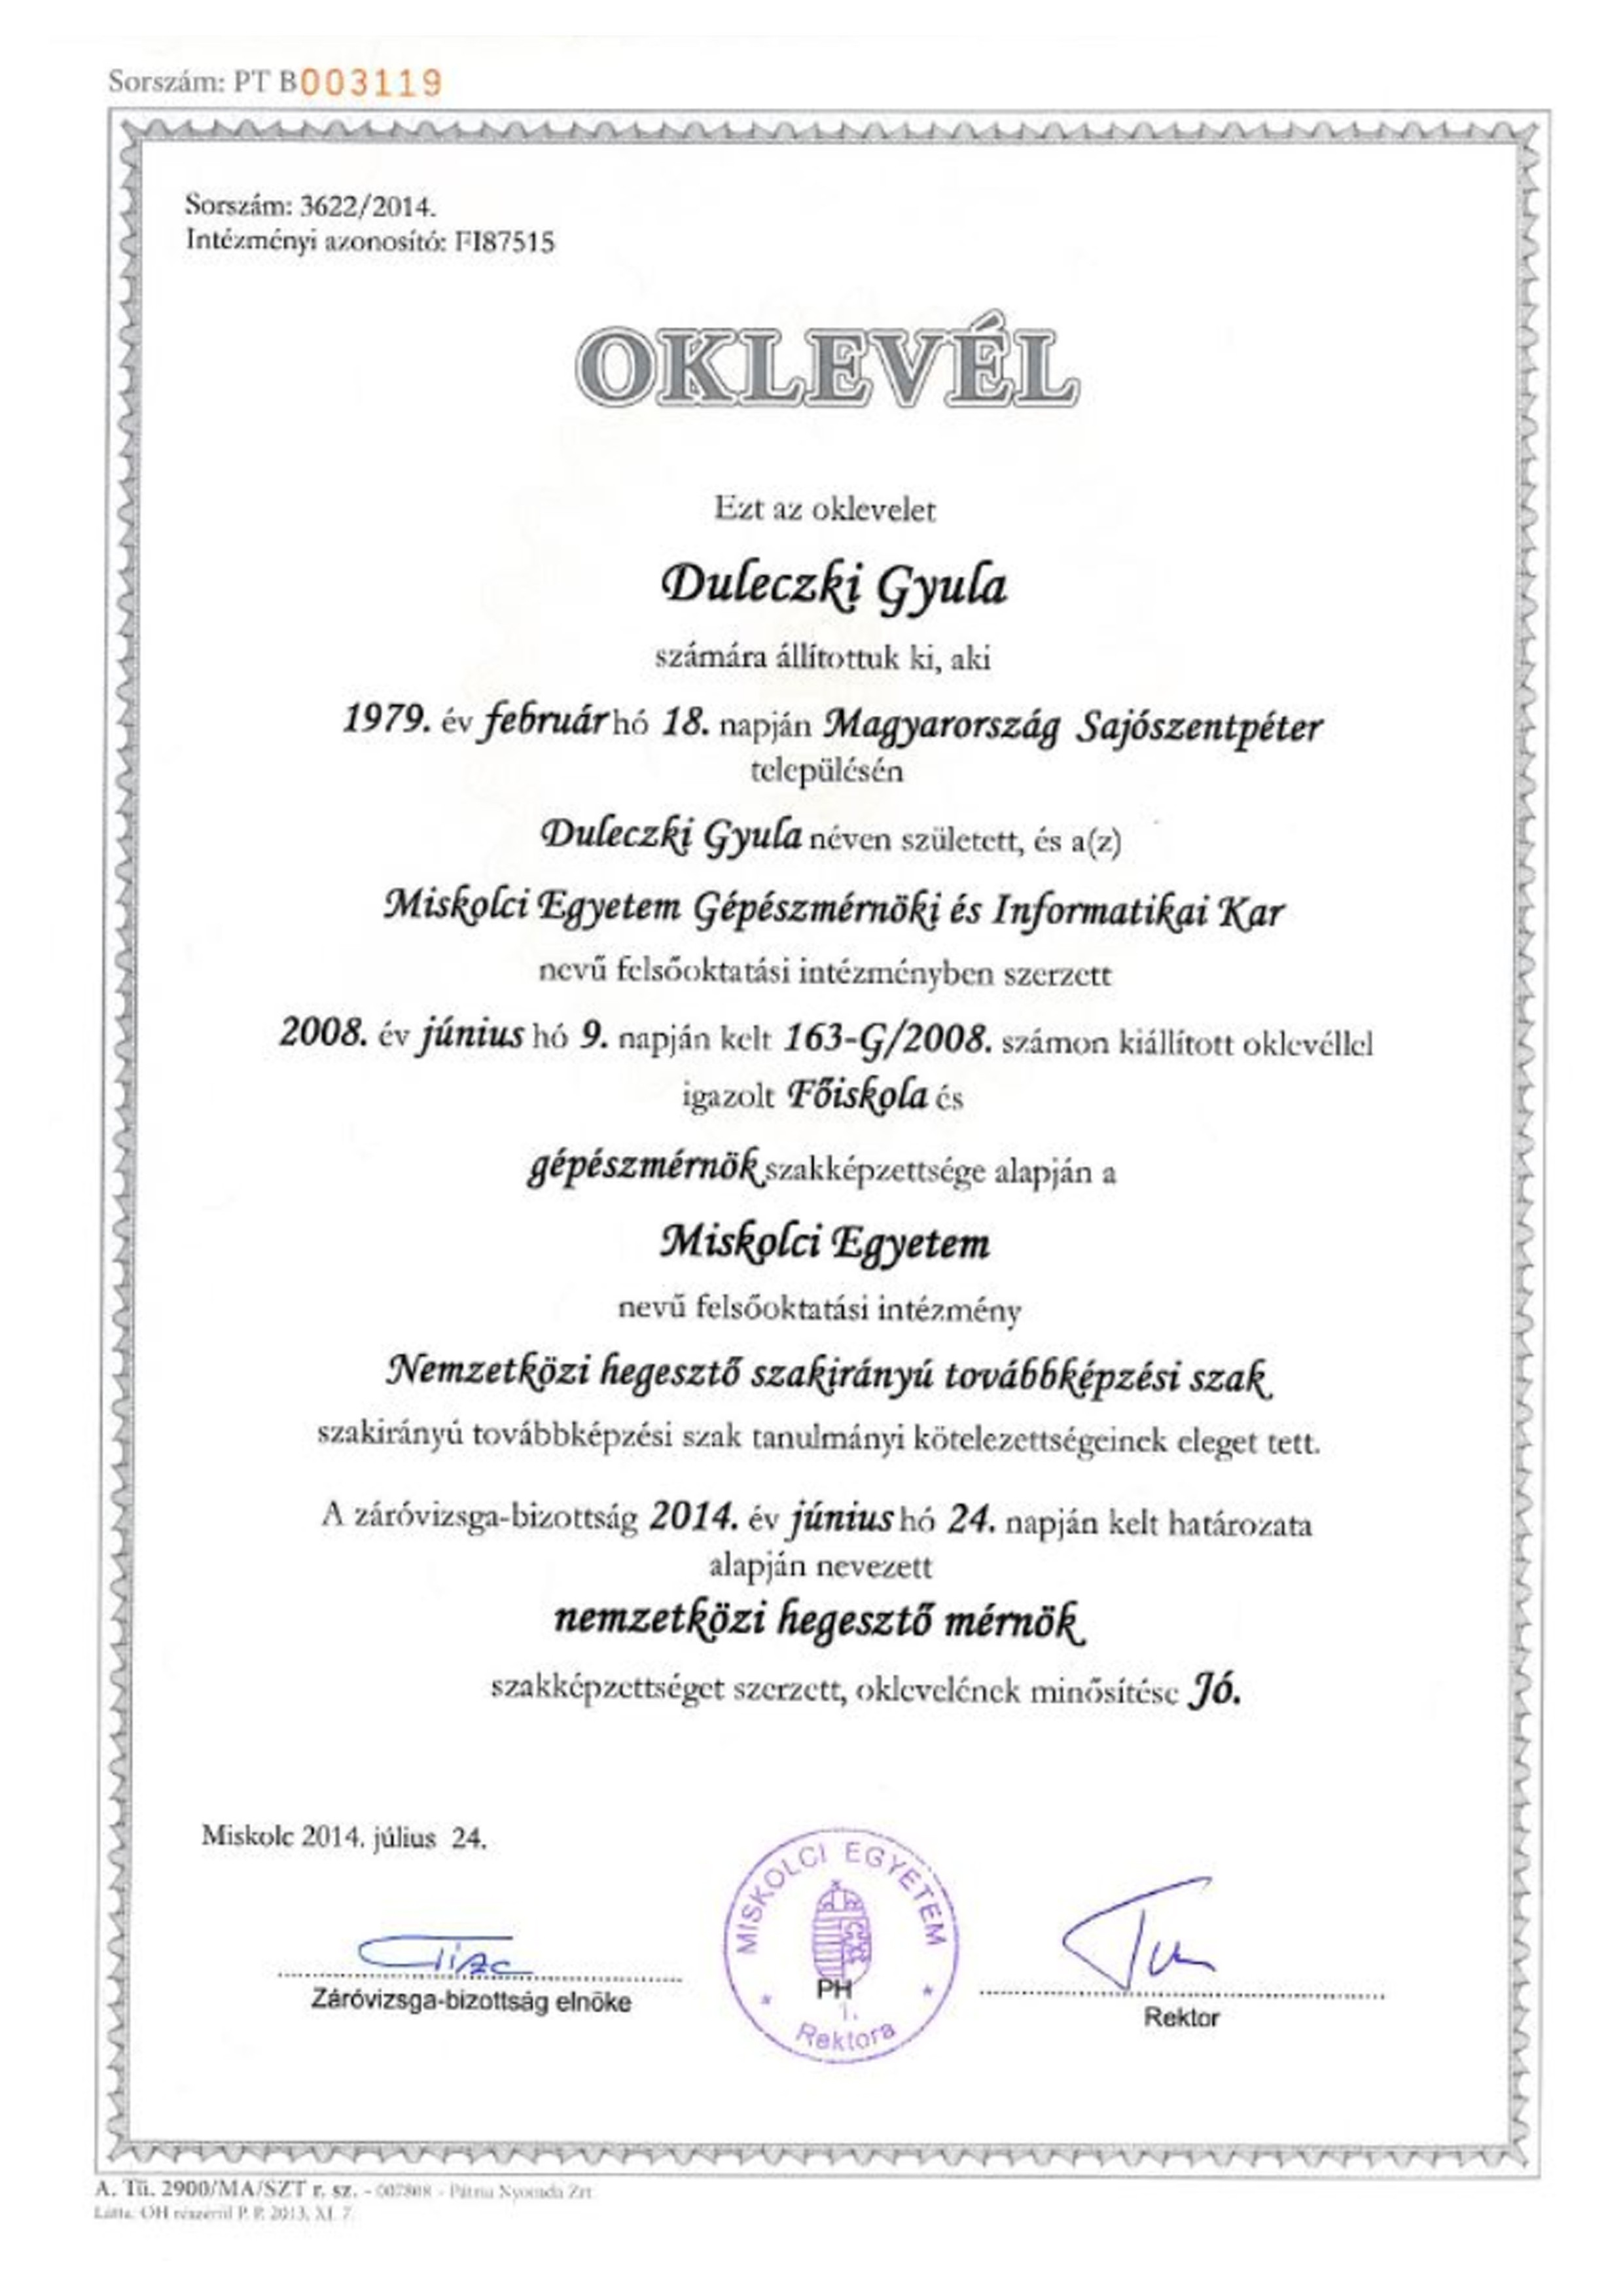 Sorszám: PT B003119
Sorszám: 3622/2014.
Intézményi azonosító: FI87515
OKLEVÉL
Ezt az oklevelet
Duleczki Gyula
számára állítottuk ki, aki
1979. év február hó 18. napján Magyarország Sajószentpéter
településén
Duleczki Gyula néven született, és a(z)
Miskolci Egyetem Gépészmérnöki és Informatikai Kar
nevű felsőoktatási intézményben szerzett
2008. év június hó 9. napján kelt 163-G/2008. számon kiállított oklevéllel
igazolt Főiskola és
gépészmérnök szakképzettsége alapján a
Miskolci Egyetem
nevű felsőoktatási intézmény
Nemzetközi hegesztő szakirányú továbbképzési szak
szakirányú továbbképzési szak tanulmányi kötelezettségeinek eleget tett.
A záróvizsga-bizottság 2014. év június hó 24. napján kelt határozata
alapján nevezett
nemzetközi hegesztő mérnök
szakképzettséget szerzett, oklevelének minősítése Jó.
Miskolc 2014. július 24.
MISKOLCI EGYETEM
PH
1.
* Rektora *
Záróvizsga-bizottság elnöke
Rektor
A. Tü. 2900/MA/SZT r. sz. - 007808 - Pátria Nyomda Zrt.
Látta: OH részéről P. P. 2013. XI. 7.